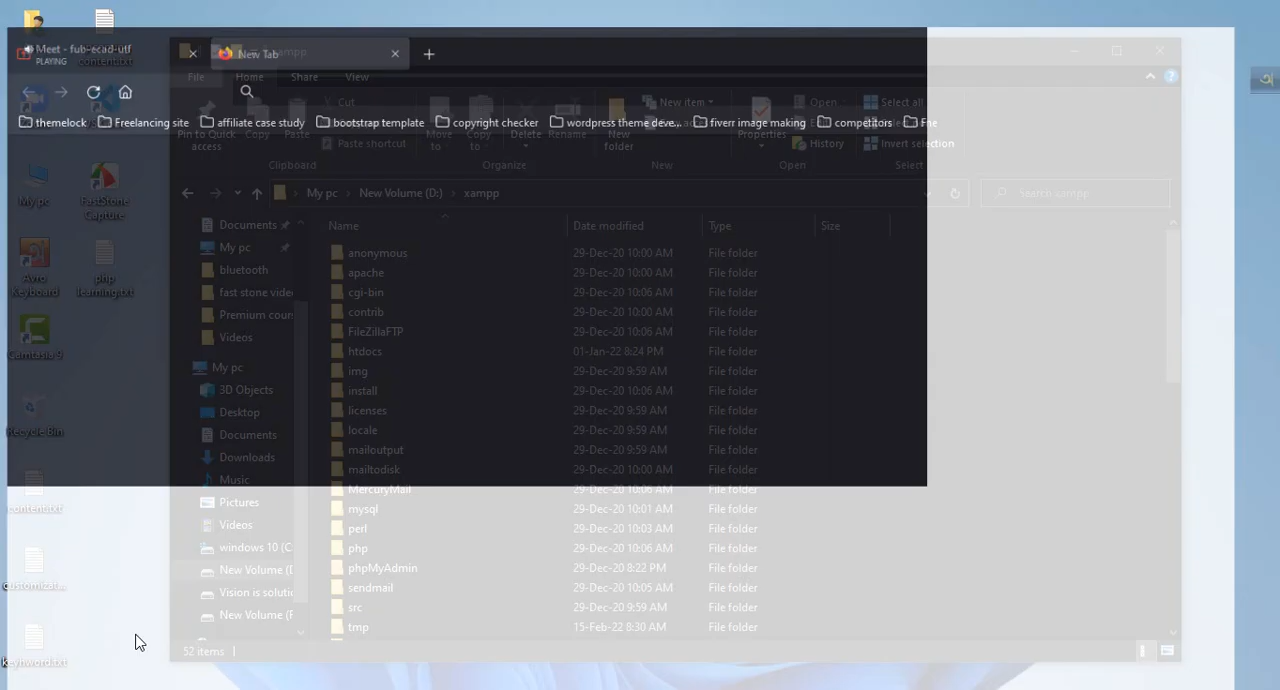 Meet - fub-ecad-utf
PLAYING
New Tab
xampp
File
Home
Share
View
themelock
Freelancing site
affiliate case study
bootstrap template
copyright checker
wordpress theme deve...
fiverr image making
competitors
Pin to Quick access
Copy
Paste
Cut
Paste shortcut
Move to
Copy to
Delete
Rename
New folder
New item
Properties
Open
History
Select all
Invert selection
Clipboard
Organize
New
Open
Select
My pc
New Volume (D:)
xampp
Search xampp
Name
Date modified
Type
Size
Documents
My pc
bluetooth
fast stone vide
Premium cour
Videos
My pc
3D Objects
Desktop
Documents
Downloads
Music
Pictures
Videos
windows 10 (C
New Volume (D
Vision is soluti
New Volume (F
anonymous 29-Dec-20 10:00 AM File folder
apache 29-Dec-20 10:00 AM File folder
cgi-bin 29-Dec-20 10:06 AM File folder
contrib 29-Dec-20 10:00 AM File folder
FileZillaFTP 29-Dec-20 10:06 AM File folder
htdocs 01-Jan-22 8:24 PM File folder
img 29-Dec-20 9:59 AM File folder
install 29-Dec-20 10:06 AM File folder
licenses 29-Dec-20 9:59 AM File folder
locale 29-Dec-20 9:59 AM File folder
mailoutput 29-Dec-20 9:59 AM File folder
mailtodisk 29-Dec-20 10:00 AM File folder
MercuryMail 29-Dec-20 10:06 AM File folder
mysql 29-Dec-20 10:01 AM File folder
perl 29-Dec-20 10:03 AM File folder
php 29-Dec-20 10:06 AM File folder
phpMyAdmin 29-Dec-20 8:22 PM File folder
sendmail 29-Dec-20 10:05 AM File folder
src 29-Dec-20 9:59 AM File folder
tmp 15-Feb-22 8:30 AM File folder
52 items
content.txt
My pc
FastStone Capture
Avro Keyboard
php learning.txt
Camtasia 9
Recycle Bin
content.txt
customizat...
keynword.txt